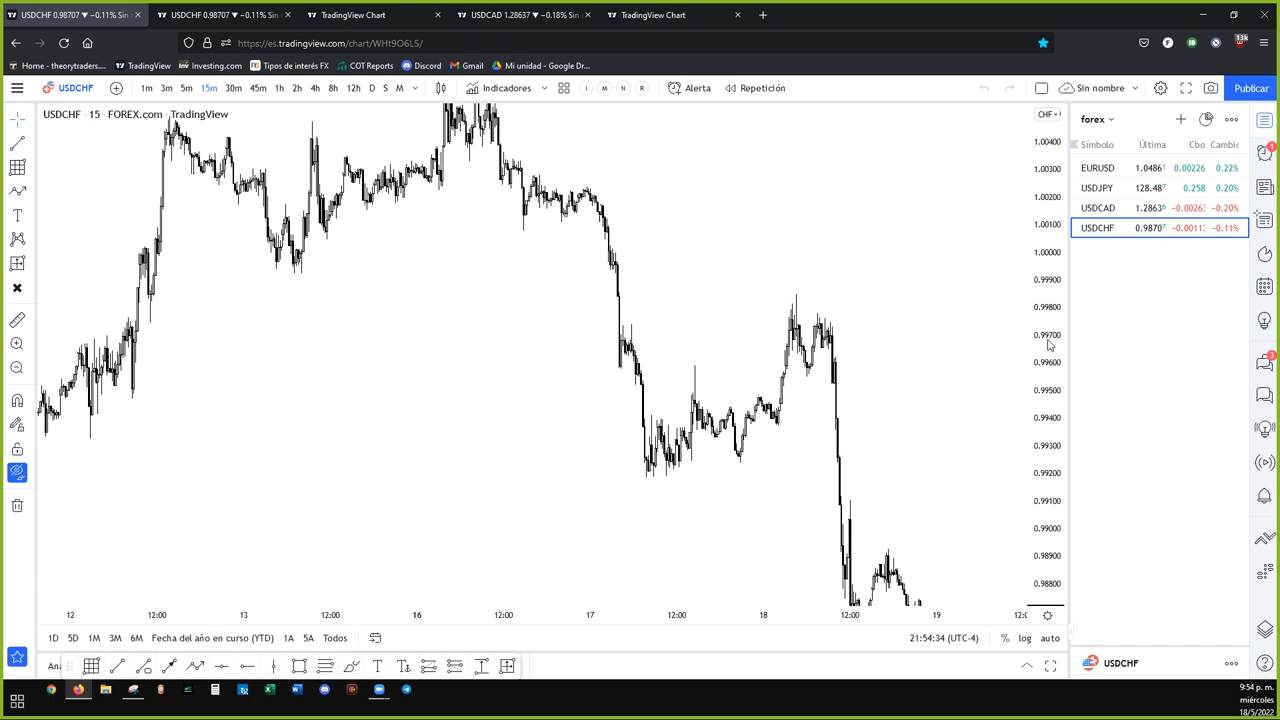 USDCHF 0.98707 ▼ −0.11% Sin
USDCHF 0.98707 ▼ −0.11% Sin
TradingView Chart
USDCAD 1.28637 ▼ −0.18% Sin
TradingView Chart
https://es.tradingview.com/chart/WHt9O6L5/
13k
Home - theorytraders....
TradingView
Investing.com
Tipos de interés FX
COT Reports
Discord
Gmail
Mi unidad - Google Dr...
USDCHF
1m 3m 5m 15m 30m 45m 1h 2h 4h 8h 12h D S M
Indicadores
I M N R
Alerta
Repetición
Sin nombre
Publicar
USDCHF · 15 · FOREX.com · TradingView
CHF
forex
Símbolo Última Cbo Cambio
EURUSD 1.04861 0.00226 0.22%
USDJPY 128.487 0.258 0.20%
USDCAD 1.28636 −0.0026 −0.20%
USDCHF 0.98707 −0.0011 −0.11%
1.00400
1.00300
1.00200
1.00100
1.00000
0.99900
0.99800
0.99700
0.99600
0.99500
0.99400
0.99300
0.99200
0.99100
0.99000
0.98900
0.98800
12 12:00 13 12:00 16 12:00 17 12:00 18 12:00 19
1D 5D 1M 3M 6M Fecha del año en curso (YTD) 1A 5A Todos
21:54:34 (UTC-4)
% log auto
USDCHF
1
3
9:54 p. m.
miércoles
18/5/2022